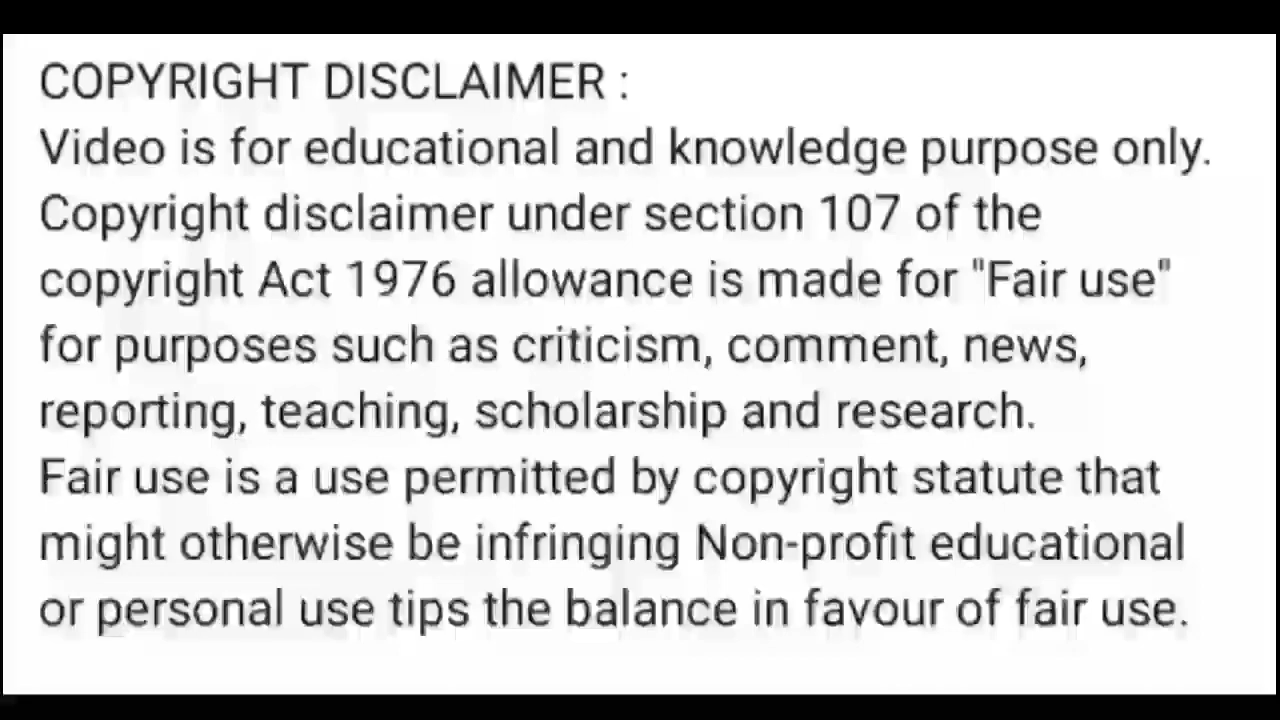 COPYRIGHT DISCLAIMER :
Video is for educational and knowledge purpose only.
Copyright disclaimer under section 107 of the
copyright Act 1976 allowance is made for "Fair use"
for purposes such as criticism, comment, news,
reporting, teaching, scholarship and research.
Fair use is a use permitted by copyright statute that
might otherwise be infringing Non-profit educational
or personal use tips the balance in favour of fair use.